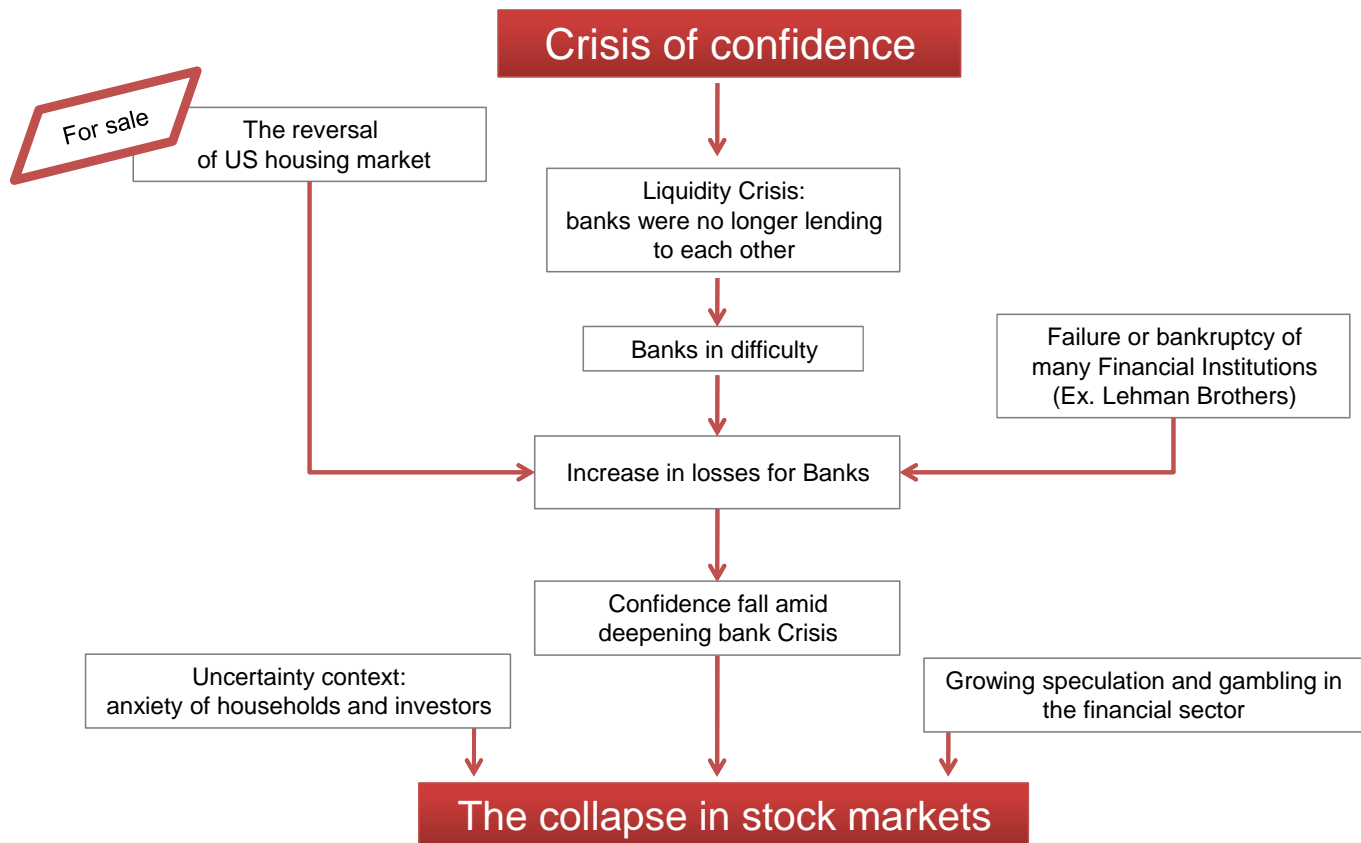 Crisis of confidence
For sale
The reversal
of US housing market
Liquidity Crisis:
banks were no longer lending
to each other
Banks in difficulty
Failure or bankruptcy of
many Financial Institutions
(Ex. Lehman Brothers)
Increase in losses for Banks
Confidence fall amid
deepening bank Crisis
Uncertainty context:
anxiety of households and investors
Growing speculation and gambling in
the financial sector
The collapse in stock markets